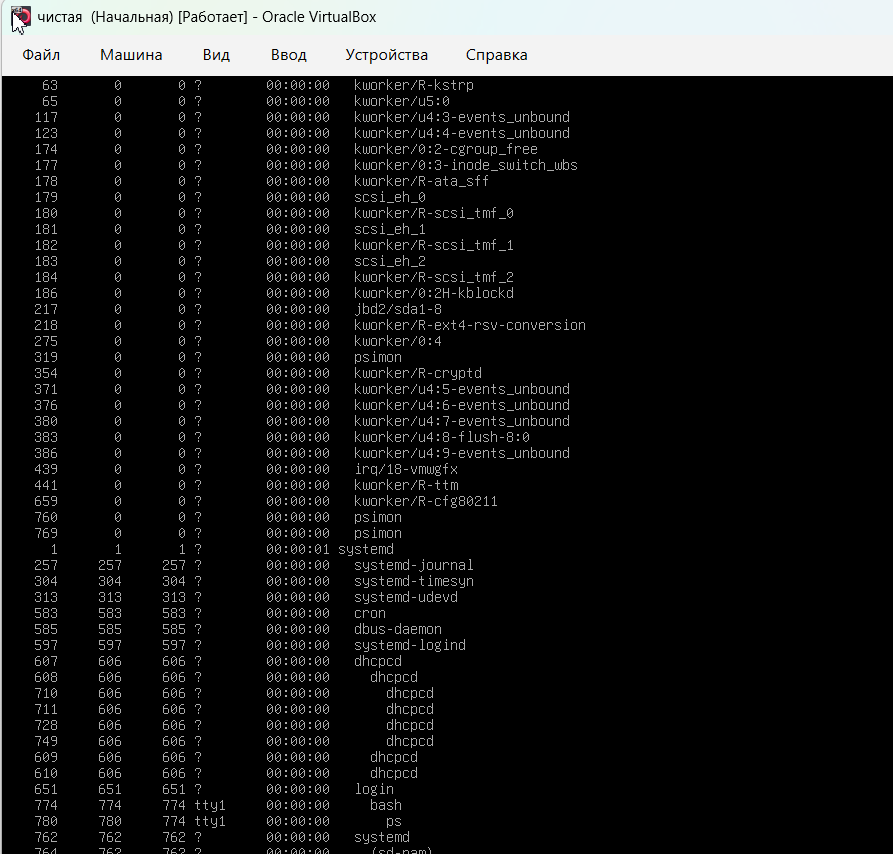 чистая (Начальная) [Работает] - Oracle VirtualBox
Файл Машина Вид Ввод Устройства Справка
63 0 0 ? 00:00:00 kworker/R-kstrp
65 0 0 ? 00:00:00 kworker/u5:0
117 0 0 ? 00:00:00 kworker/u4:3-events_unbound
123 0 0 ? 00:00:00 kworker/u4:4-events_unbound
174 0 0 ? 00:00:00 kworker/0:2-cgroup_free
177 0 0 ? 00:00:00 kworker/0:3-inode_switch_wbs
178 0 0 ? 00:00:00 kworker/R-ata_sff
179 0 0 ? 00:00:00 scsi_eh_0
180 0 0 ? 00:00:00 kworker/R-scsi_tmf_0
181 0 0 ? 00:00:00 scsi_eh_1
182 0 0 ? 00:00:00 kworker/R-scsi_tmf_1
183 0 0 ? 00:00:00 scsi_eh_2
184 0 0 ? 00:00:00 kworker/R-scsi_tmf_2
186 0 0 ? 00:00:00 kworker/0:2H-kblockd
217 0 0 ? 00:00:00 jbd2/sda1-8
218 0 0 ? 00:00:00 kworker/R-ext4-rsv-conversion
275 0 0 ? 00:00:00 kworker/0:4
319 0 0 ? 00:00:00 psimon
354 0 0 ? 00:00:00 kworker/R-cryptd
371 0 0 ? 00:00:00 kworker/u4:5-events_unbound
376 0 0 ? 00:00:00 kworker/u4:6-events_unbound
380 0 0 ? 00:00:00 kworker/u4:7-events_unbound
383 0 0 ? 00:00:00 kworker/u4:8-flush-8:0
386 0 0 ? 00:00:00 kworker/u4:9-events_unbound
439 0 0 ? 00:00:00 irq/18-vmwgfx
441 0 0 ? 00:00:00 kworker/R-ttm
659 0 0 ? 00:00:00 kworker/R-cfg80211
760 0 0 ? 00:00:00 psimon
769 0 0 ? 00:00:00 psimon
1 1 1 ? 00:00:01 systemd
257 257 257 ? 00:00:00 systemd-journal
304 304 304 ? 00:00:00 systemd-timesyn
313 313 313 ? 00:00:00 systemd-udevd
583 583 583 ? 00:00:00 cron
585 585 585 ? 00:00:00 dbus-daemon
597 597 597 ? 00:00:00 systemd-logind
607 606 606 ? 00:00:00 dhcpcd
608 606 606 ? 00:00:00 dhcpcd
710 606 606 ? 00:00:00 dhcpcd
711 606 606 ? 00:00:00 dhcpcd
728 606 606 ? 00:00:00 dhcpcd
749 606 606 ? 00:00:00 dhcpcd
609 606 606 ? 00:00:00 dhcpcd
610 606 606 ? 00:00:00 dhcpcd
651 651 651 ? 00:00:00 login
774 774 774 tty1 00:00:00 bash
780 780 774 tty1 00:00:00 ps
762 762 762 ? 00:00:00 systemd
764 762 762 ? 00:00:00 (sd-pam)